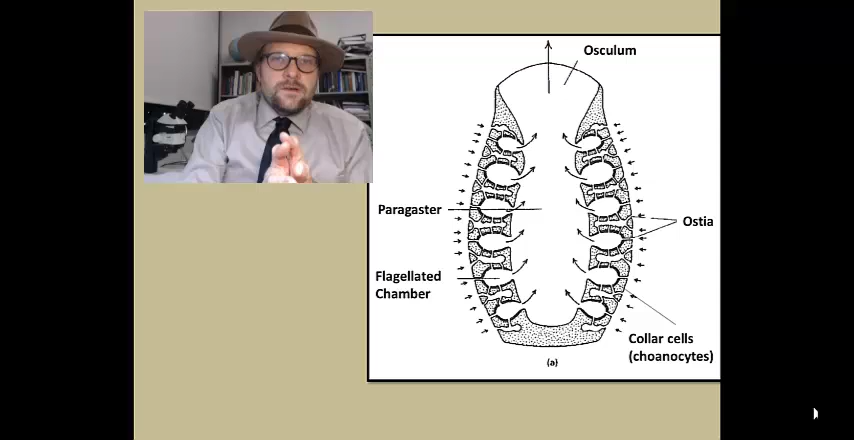 Osculum
Paragaster
Ostia
Flagellated
Chamber
Collar cells
(choanocytes)
(a)